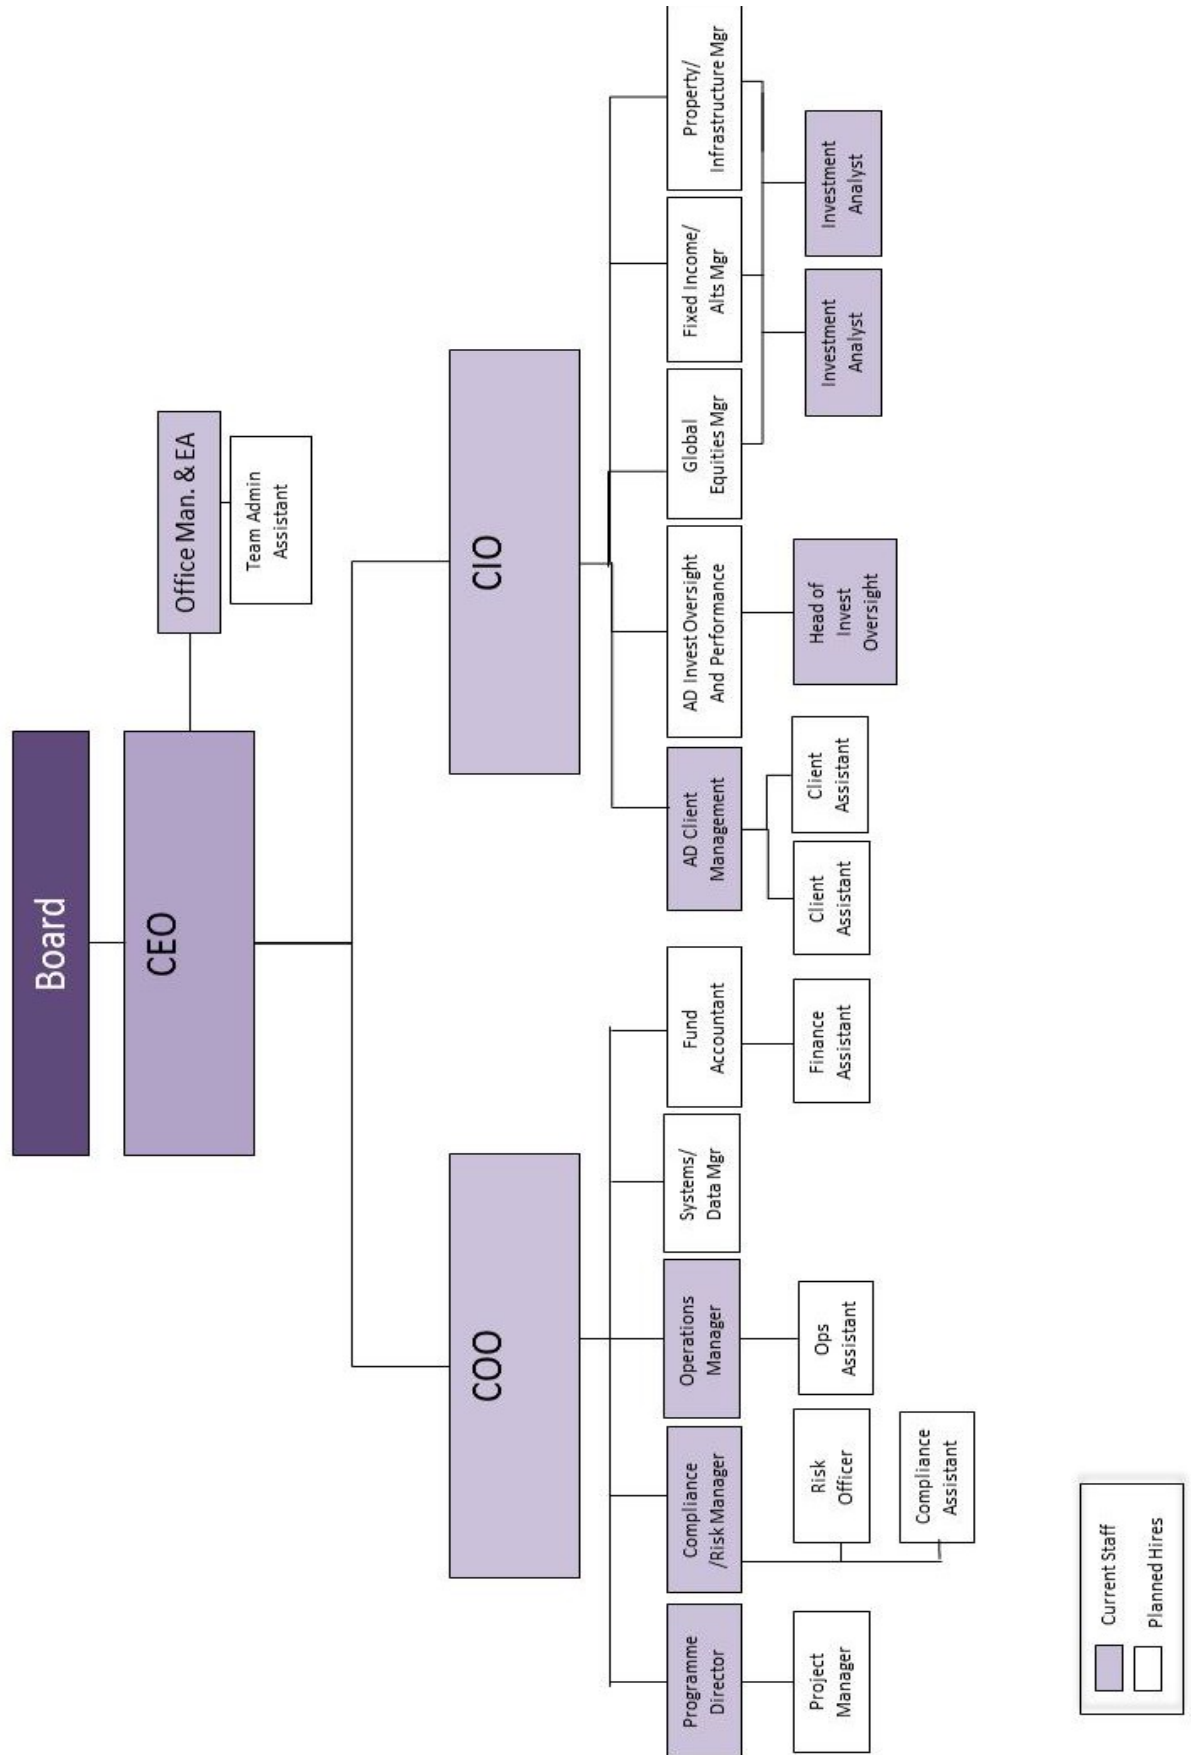 Board
CEO
Office Man. & EA
Team Admin
Assistant
COO
CIO
Programme
Director
Compliance
/Risk Manager
Operations
Manager
Systems/
Data Mgr
Fund
Accountant
AD Client
Management
AD Invest Oversight
And Performance
Global
Equities Mgr
Fixed Income/
Alts Mgr
Property/
Infrastructure Mgr
Project
Manager
Risk
Officer
Compliance
Assistant
Ops
Assistant
Finance
Assistant
Client
Assistant
Client
Assistant
Head of
Invest
Oversight
Investment
Analyst
Investment
Analyst
Current Staff
Planned Hires